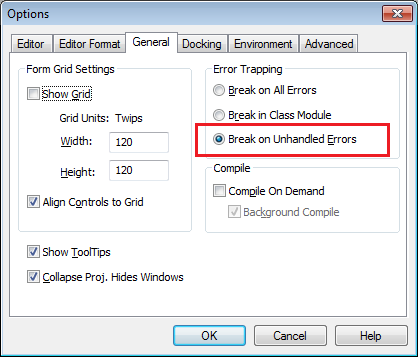 Options
Editor Editor Format General Docking Environment Advanced
Form Grid Settings
Show Grid
Grid Units: Twips
Width: 120
Height: 120
Align Controls to Grid
Show ToolTips
Collapse Proj. Hides Windows
Error Trapping
Break on All Errors
Break in Class Module
Break on Unhandled Errors
Compile
Compile On Demand
Background Compile
OK Cancel Help